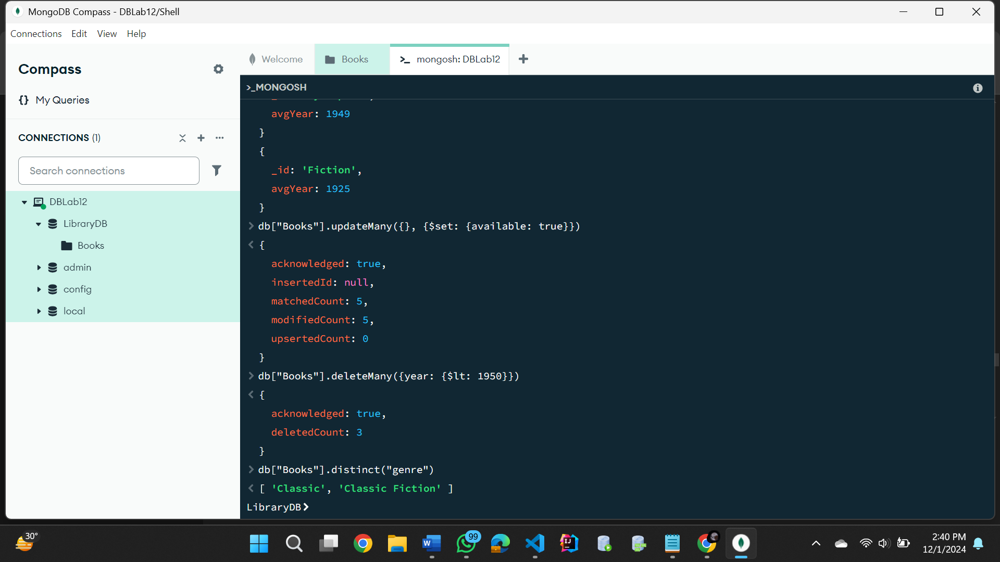 MongoDB Compass - DBLab12/Shell
Connections Edit View Help
Compass
My Queries
CONNECTIONS (1)
Search connections
DBLab12
LibraryDB
Books
admin
config
local
Welcome
Books
>_ mongosh: DBLab12
>_MONGOSH
avgYear: 1949
}
{
_id: 'Fiction',
avgYear: 1925
}
> db["Books"].updateMany({}, {$set: {available: true}})
< {
acknowledged: true,
insertedId: null,
matchedCount: 5,
modifiedCount: 5,
upsertedCount: 0
}
> db["Books"].deleteMany({year: {$lt: 1950}})
< {
acknowledged: true,
deletedCount: 3
}
> db["Books"].distinct("genre")
< [ 'Classic', 'Classic Fiction' ]
LibraryDB>
30°
99
2:40 PM
12/1/2024